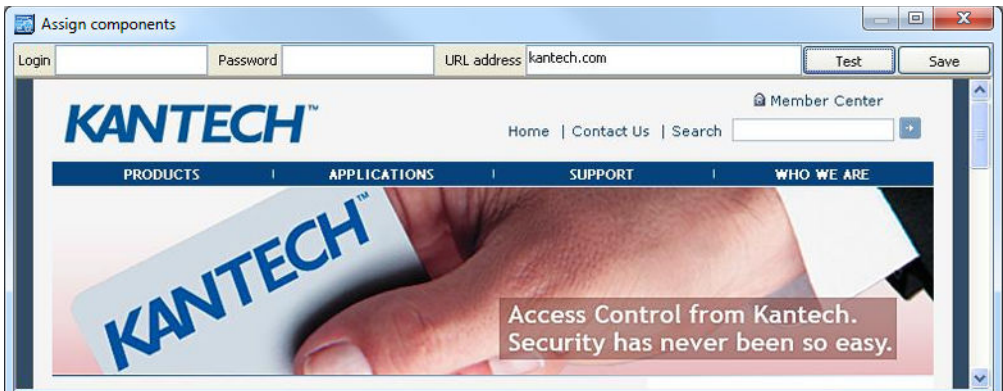 Assign components
Login Password URL address kantech.com Test Save
KANTECH™
Member Center
Home | Contact Us | Search
PRODUCTS | APPLICATIONS | SUPPORT | WHO WE ARE
KANTECH™
Access Control from Kantech.
Security has never been so easy.